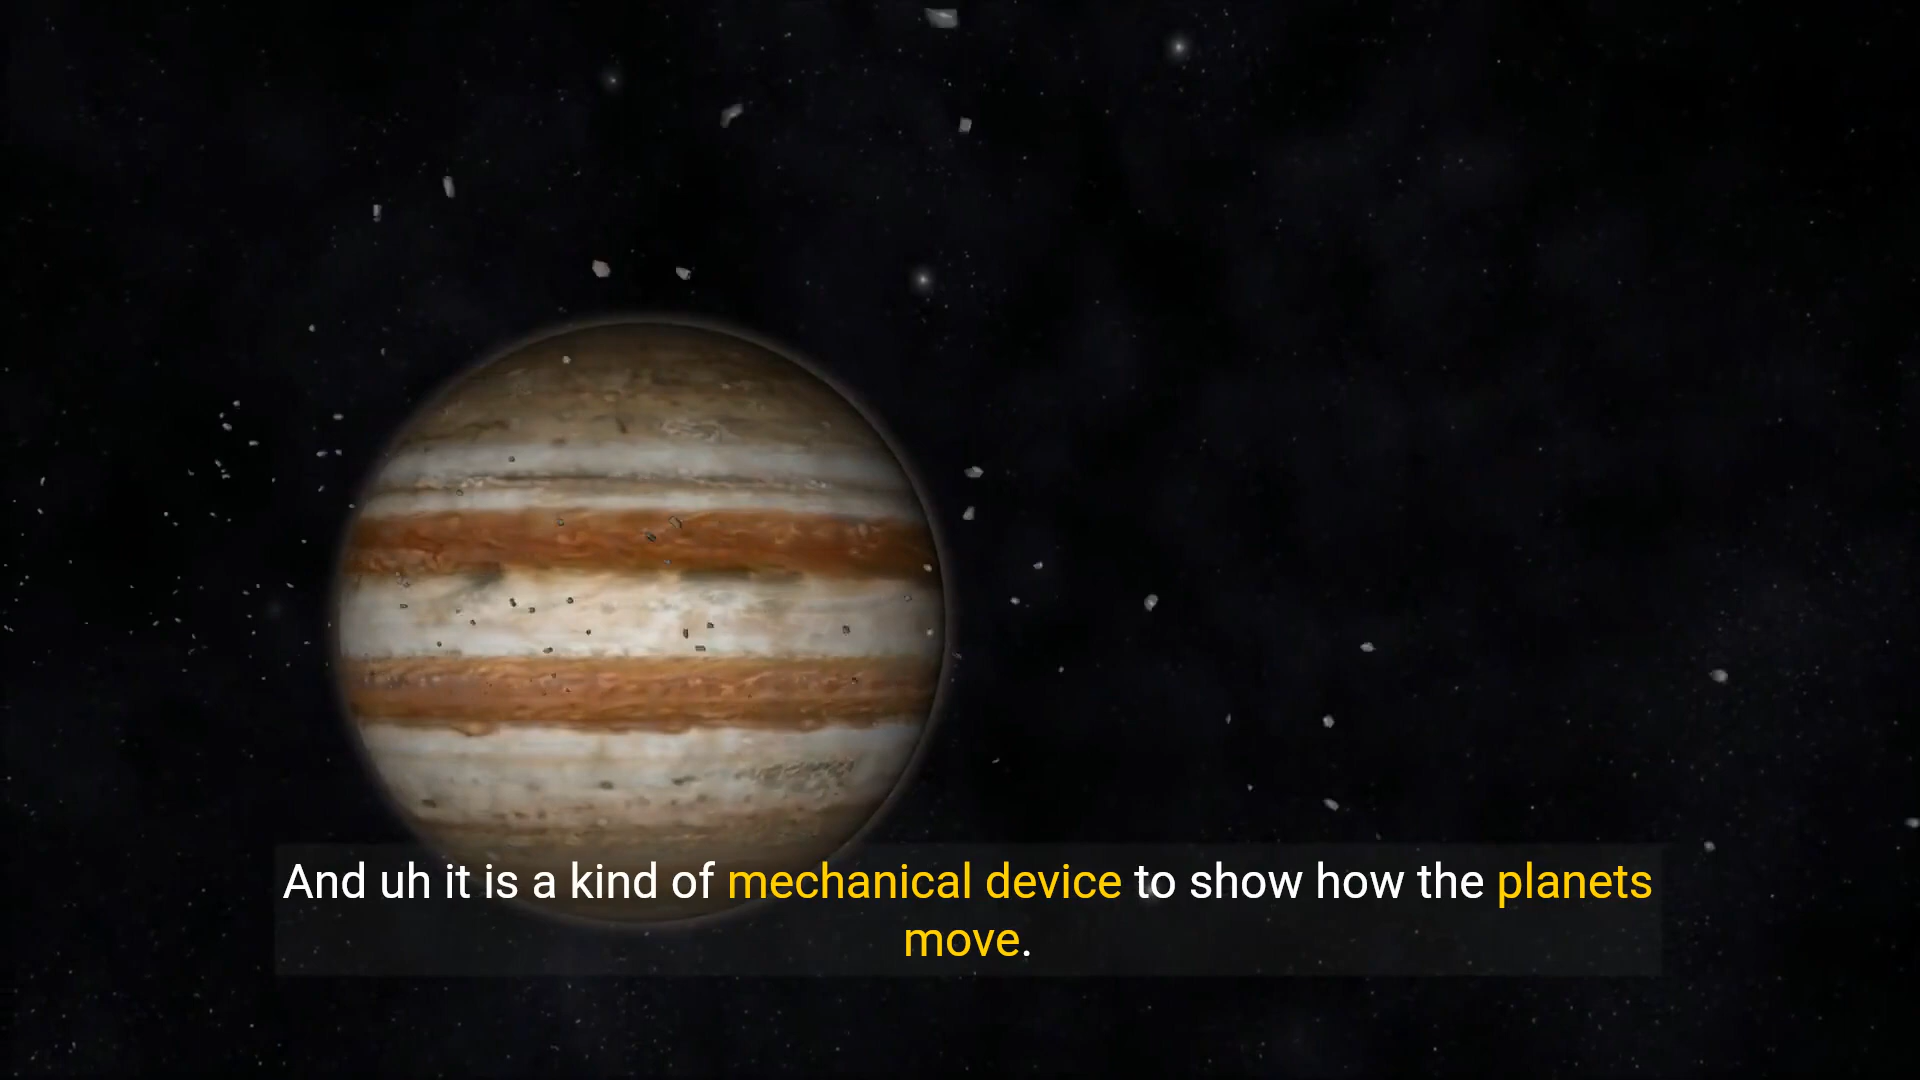 And uh it is a kind of mechanical device to show how the planets
move.